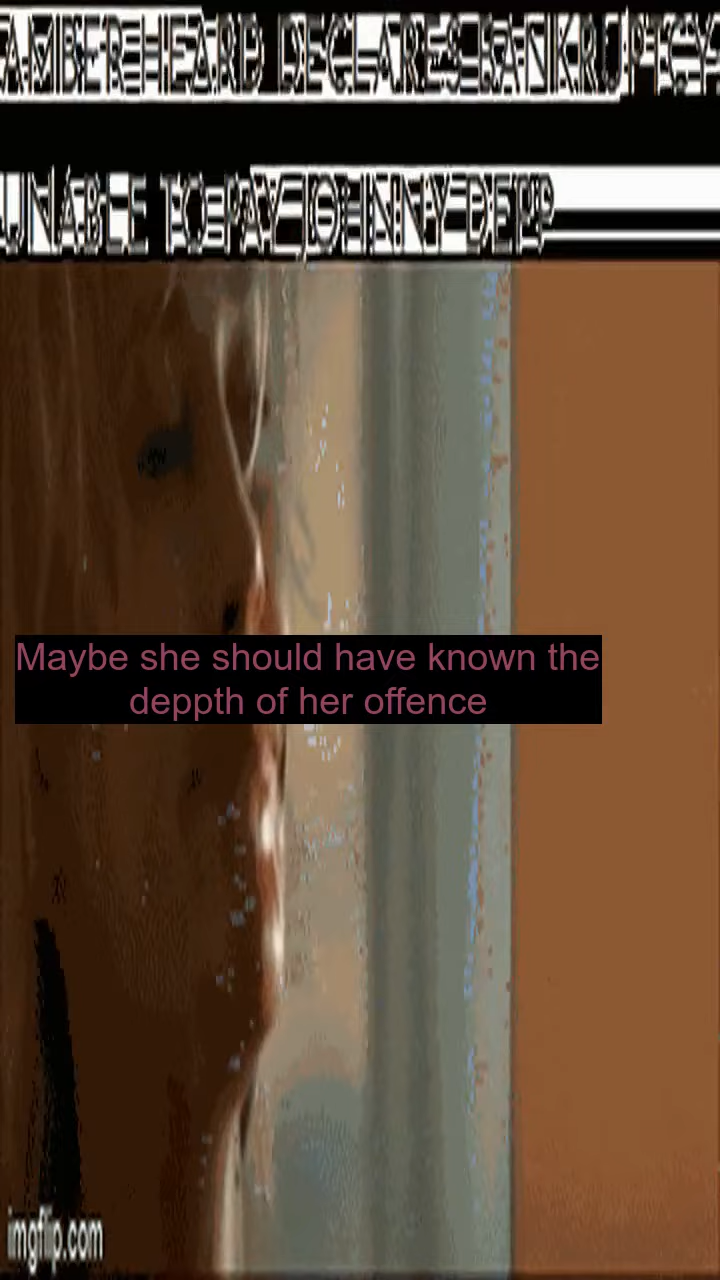 AMBER HEARD DECLARES BANKRUPTCY
UNABLE TO PAY JOHNNY DEPP
Maybe she should have known the
deppth of her offence
imgflip.com